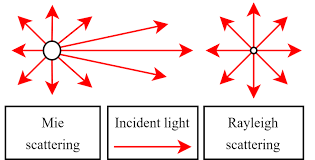 Mie
scattering
Incident light
Rayleigh
scattering